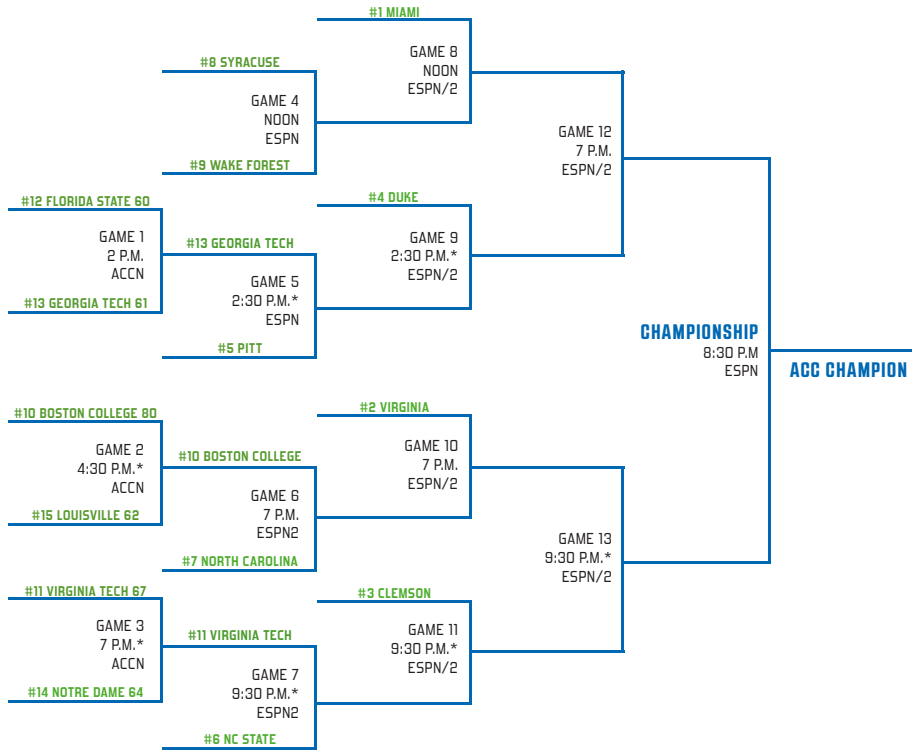 #1 MIAMI
GAME 8
NOON
ESPN/2
#8 SYRACUSE
GAME 4
NOON
ESPN
#9 WAKE FOREST
GAME 12
7 P.M.
ESPN/2
#12 FLORIDA STATE 60
GAME 1
2 P.M.
ACCN
#13 GEORGIA TECH 61
#13 GEORGIA TECH
GAME 5
2:30 P.M.*
ESPN
#5 PITT
#4 DUKE
GAME 9
2:30 P.M.*
ESPN/2
CHAMPIONSHIP
8:30 P.M
ESPN
ACC CHAMPION
#10 BOSTON COLLEGE 80
GAME 2
4:30 P.M.*
ACCN
#15 LOUISVILLE 62
#10 BOSTON COLLEGE
GAME 6
7 P.M.
ESPN2
#7 NORTH CAROLINA
#2 VIRGINIA
GAME 10
7 P.M.
ESPN/2
GAME 13
9:30 P.M.*
ESPN/2
#11 VIRGINIA TECH 67
GAME 3
7 P.M.*
ACCN
#14 NOTRE DAME 64
#11 VIRGINIA TECH
GAME 7
9:30 P.M.*
ESPN2
#6 NC STATE
#3 CLEMSON
GAME 11
9:30 P.M.*
ESPN/2